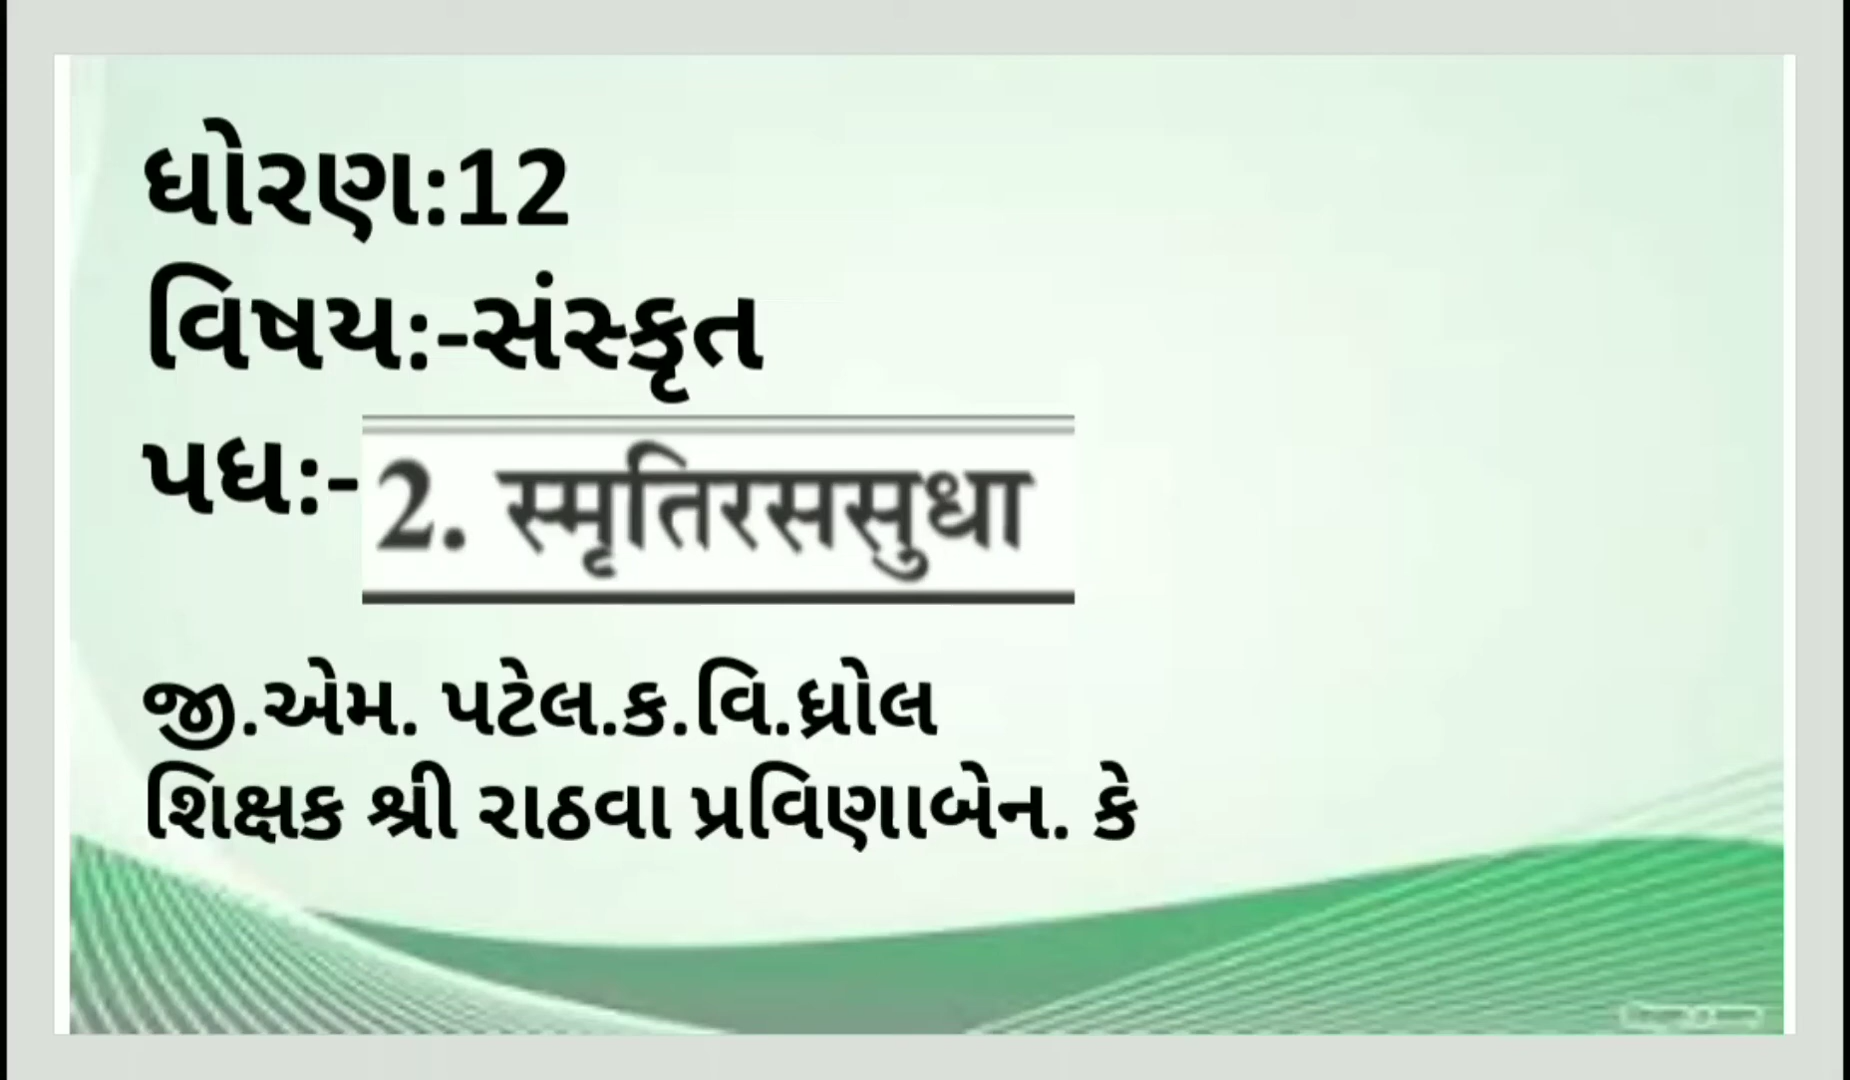 ધોરણ:12
વિષય:-સંસ્કૃત
પધ:-2. स्मृतिरससुधा
જી.એમ. પટેલ.ક.વિ.ધ્રોલ
શિક્ષક શ્રી રાઠવા પ્રવિણાબેન. કે